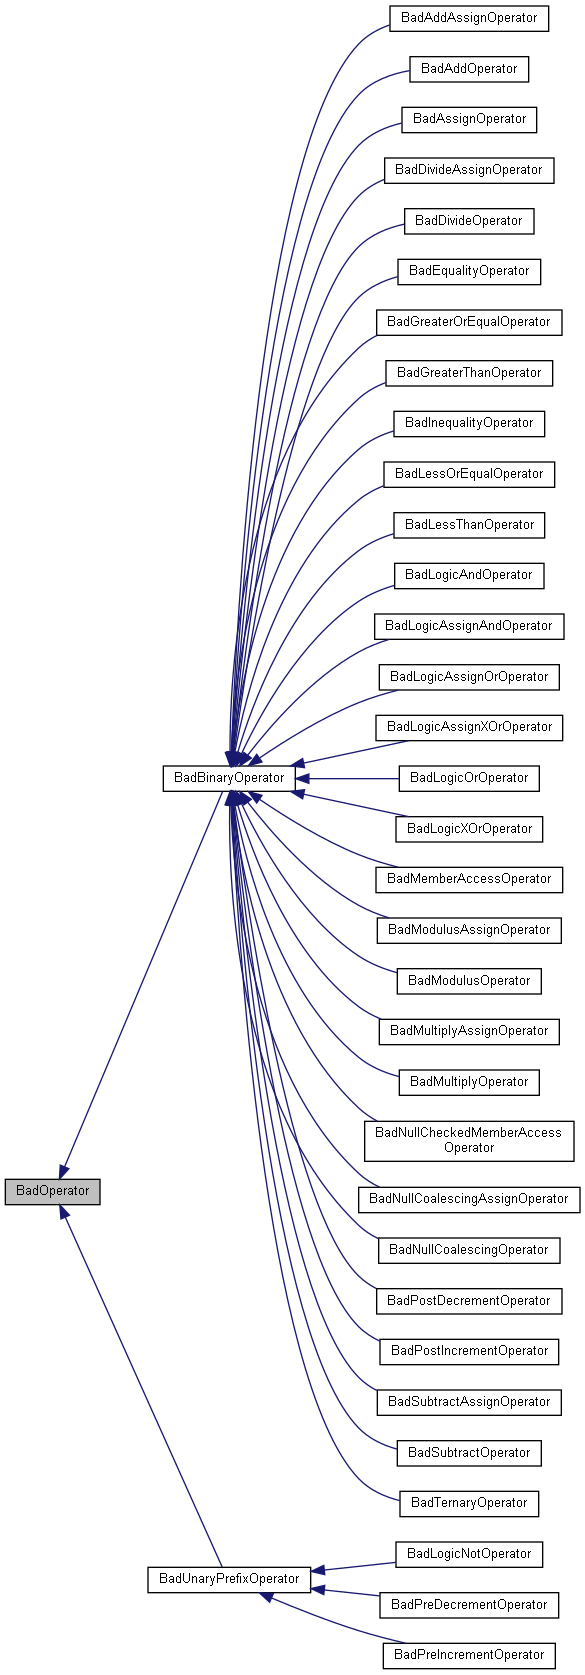 BadAddAssignOperator
BadAddOperator
BadAssignOperator
BadDivideAssignOperator
BadDivideOperator
BadEqualityOperator
BadGreaterOrEqualOperator
BadGreaterThanOperator
BadInequalityOperator
BadLessOrEqualOperator
BadLessThanOperator
BadLogicAndOperator
BadLogicAssignAndOperator
BadLogicAssignOrOperator
BadLogicAssignXOrOperator
BadBinaryOperator
BadLogicOrOperator
BadLogicXOrOperator
BadMemberAccessOperator
BadModulusAssignOperator
BadModulusOperator
BadMultiplyAssignOperator
BadMultiplyOperator
BadNullCheckedMemberAccess
Operator
BadOperator
BadNullCoalescingAssignOperator
BadNullCoalescingOperator
BadPostDecrementOperator
BadPostIncrementOperator
BadSubtractAssignOperator
BadSubtractOperator
BadTernaryOperator
BadLogicNotOperator
BadUnaryPrefixOperator
BadPreDecrementOperator
BadPreIncrementOperator